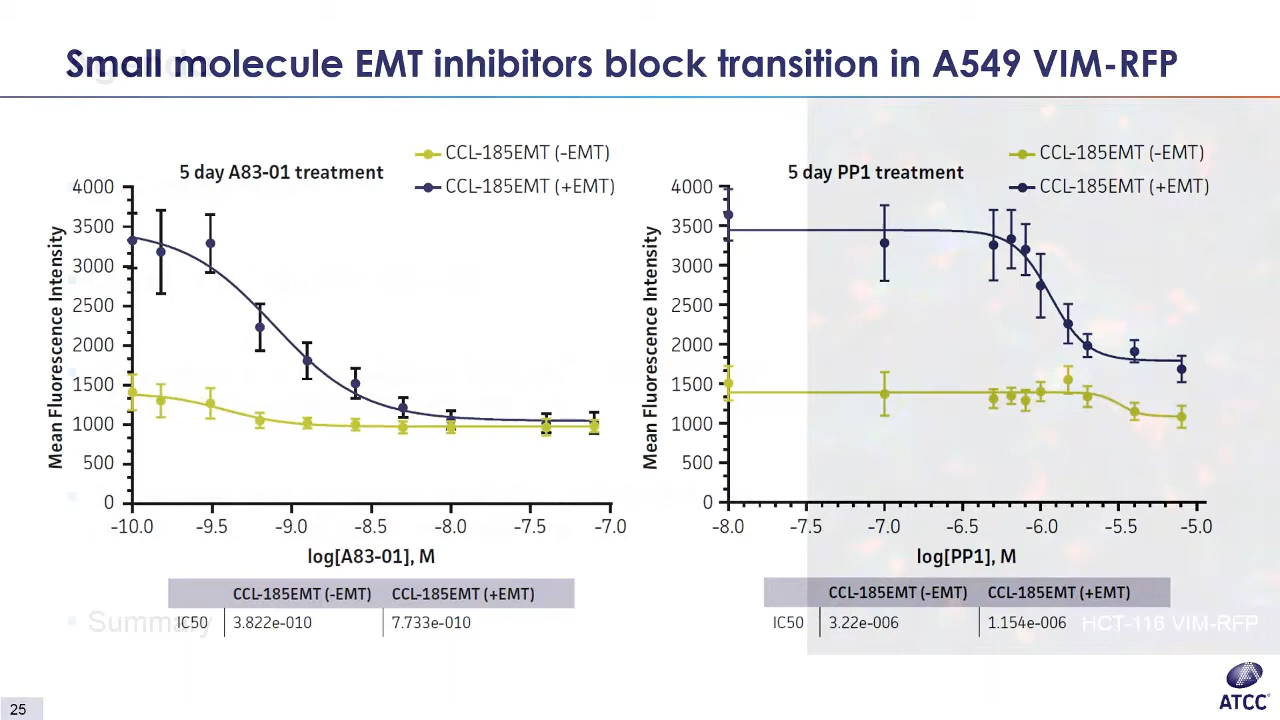 Small molecule EMT inhibitors block transition in A549 VIM-RFP
5 day A83-01 treatment
CCL-185EMT (-EMT)
CCL-185EMT (+EMT)
Mean Fluorescence Intensity
4000
3500
3000
2500
2000
1500
1000
500
0
-10.0 -9.5 -9.0 -8.5 -8.0 -7.5 -7.0
log[A83-01], M
CCL-185EMT (-EMT) CCL-185EMT (+EMT)
IC50 3.822e-010 7.733e-010
5 day PP1 treatment
CCL-185EMT (-EMT)
CCL-185EMT (+EMT)
Mean Fluorescence Intensity
4000
3500
3000
2500
2000
1500
1000
500
0
-8.0 -7.5 -7.0 -6.5 -6.0 -5.5 -5.0
log[PP1], M
CCL-185EMT (-EMT) CCL-185EMT (+EMT)
IC50 3.22e-006 1.154e-006
Summary
HCT-116 VIM-RFP
25
ATCC®